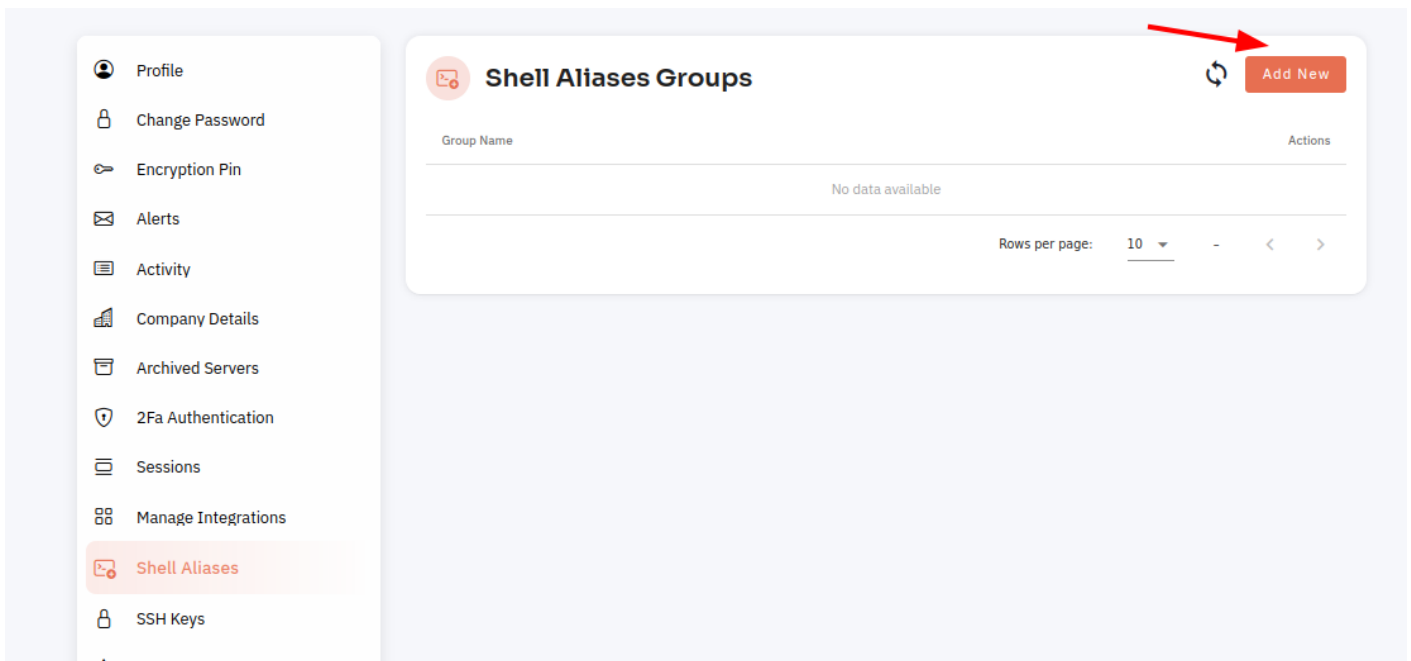 Profile
Change Password
Encryption Pin
Alerts
Activity
Company Details
Archived Servers
2Fa Authentication
Sessions
Manage Integrations
Shell Aliases
SSH Keys
Shell Aliases Groups
Add New
Group Name Actions
No data available
Rows per page: 10 -